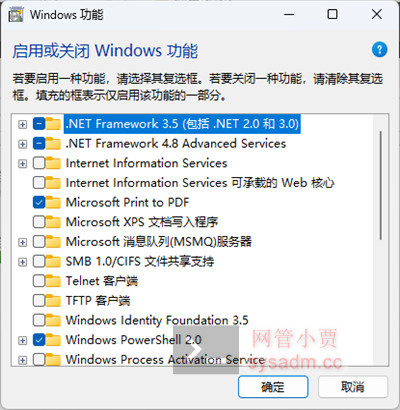 Windows 功能
启用或关闭 Windows 功能
若要启用一种功能，请选择其复选框。若要关闭一种功能，请清除其复选
框。填充的框表示仅启用该功能的一部分。
.NET Framework 3.5 (包括 .NET 2.0 和 3.0)
.NET Framework 4.8 Advanced Services
Internet Information Services
Internet Information Services 可承载的 Web 核心
Microsoft Print to PDF
Microsoft XPS 文档写入程序
Microsoft 消息队列(MSMQ)服务器
SMB 1.0/CIFS 文件共享支持
Telnet 客户端
TFTP 客户端
Windows Identity Foundation 3.5
Windows PowerShell 2.0
Windows Process Activation Service
网管小贾
sysadm.cc
确定
取消